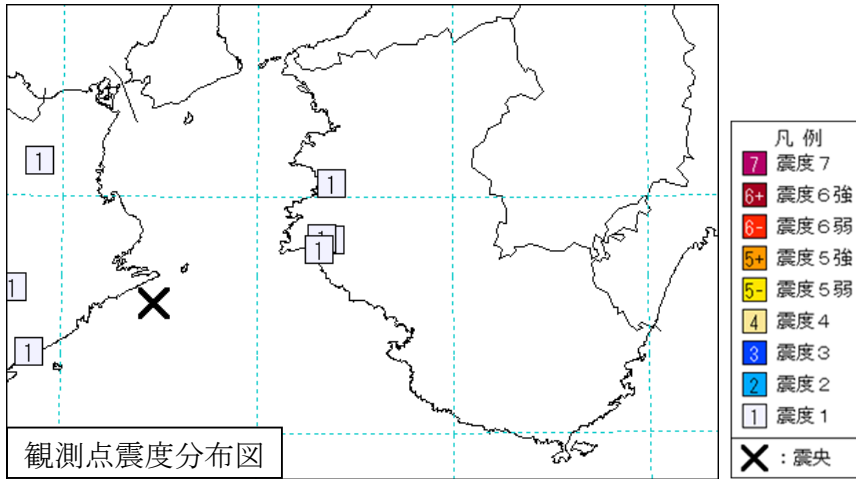 1
1
1
1
1
1
観測点震度分布図
凡 例
7 震度７
6+ 震度６強
6- 震度６弱
5+ 震度５強
5- 震度５弱
4 震度４
3 震度３
2 震度２
1 震度１
：震央